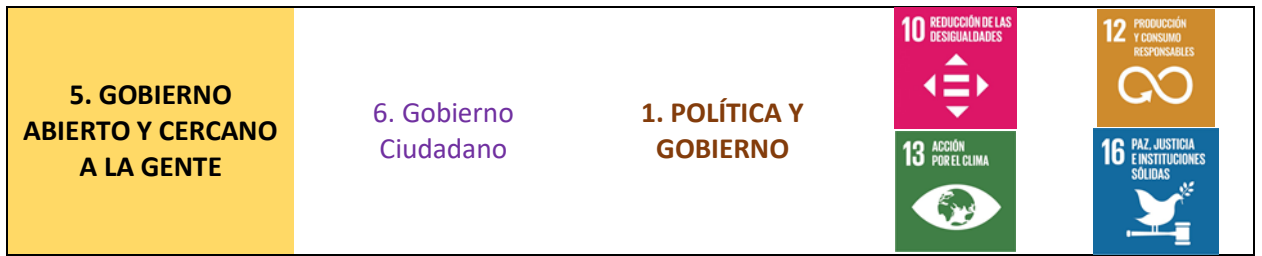 5. GOBIERNO
ABIERTO Y CERCANO
A LA GENTE
6. Gobierno
Ciudadano
1. POLÍTICA Y
GOBIERNO
10 REDUCCIÓN DE LAS
DESIGUALDADES
12 PRODUCCIÓN
Y CONSUMO
RESPONSABLES
13 ACCIÓN
POR EL CLIMA
16 PAZ, JUSTICIA
E INSTITUCIONES
SÓLIDAS